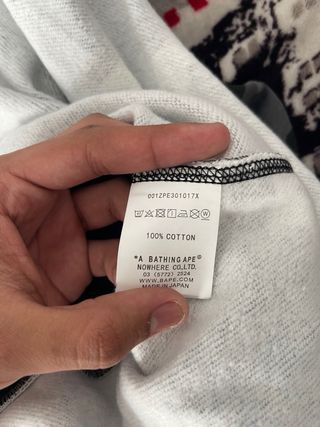 001ZPE301017X
100% COTTON
"A BATHING APE®
NOWHERE CO.,LTD.
03 (5772) 2524
WWW.BAPE.COM
MADE IN JAPAN